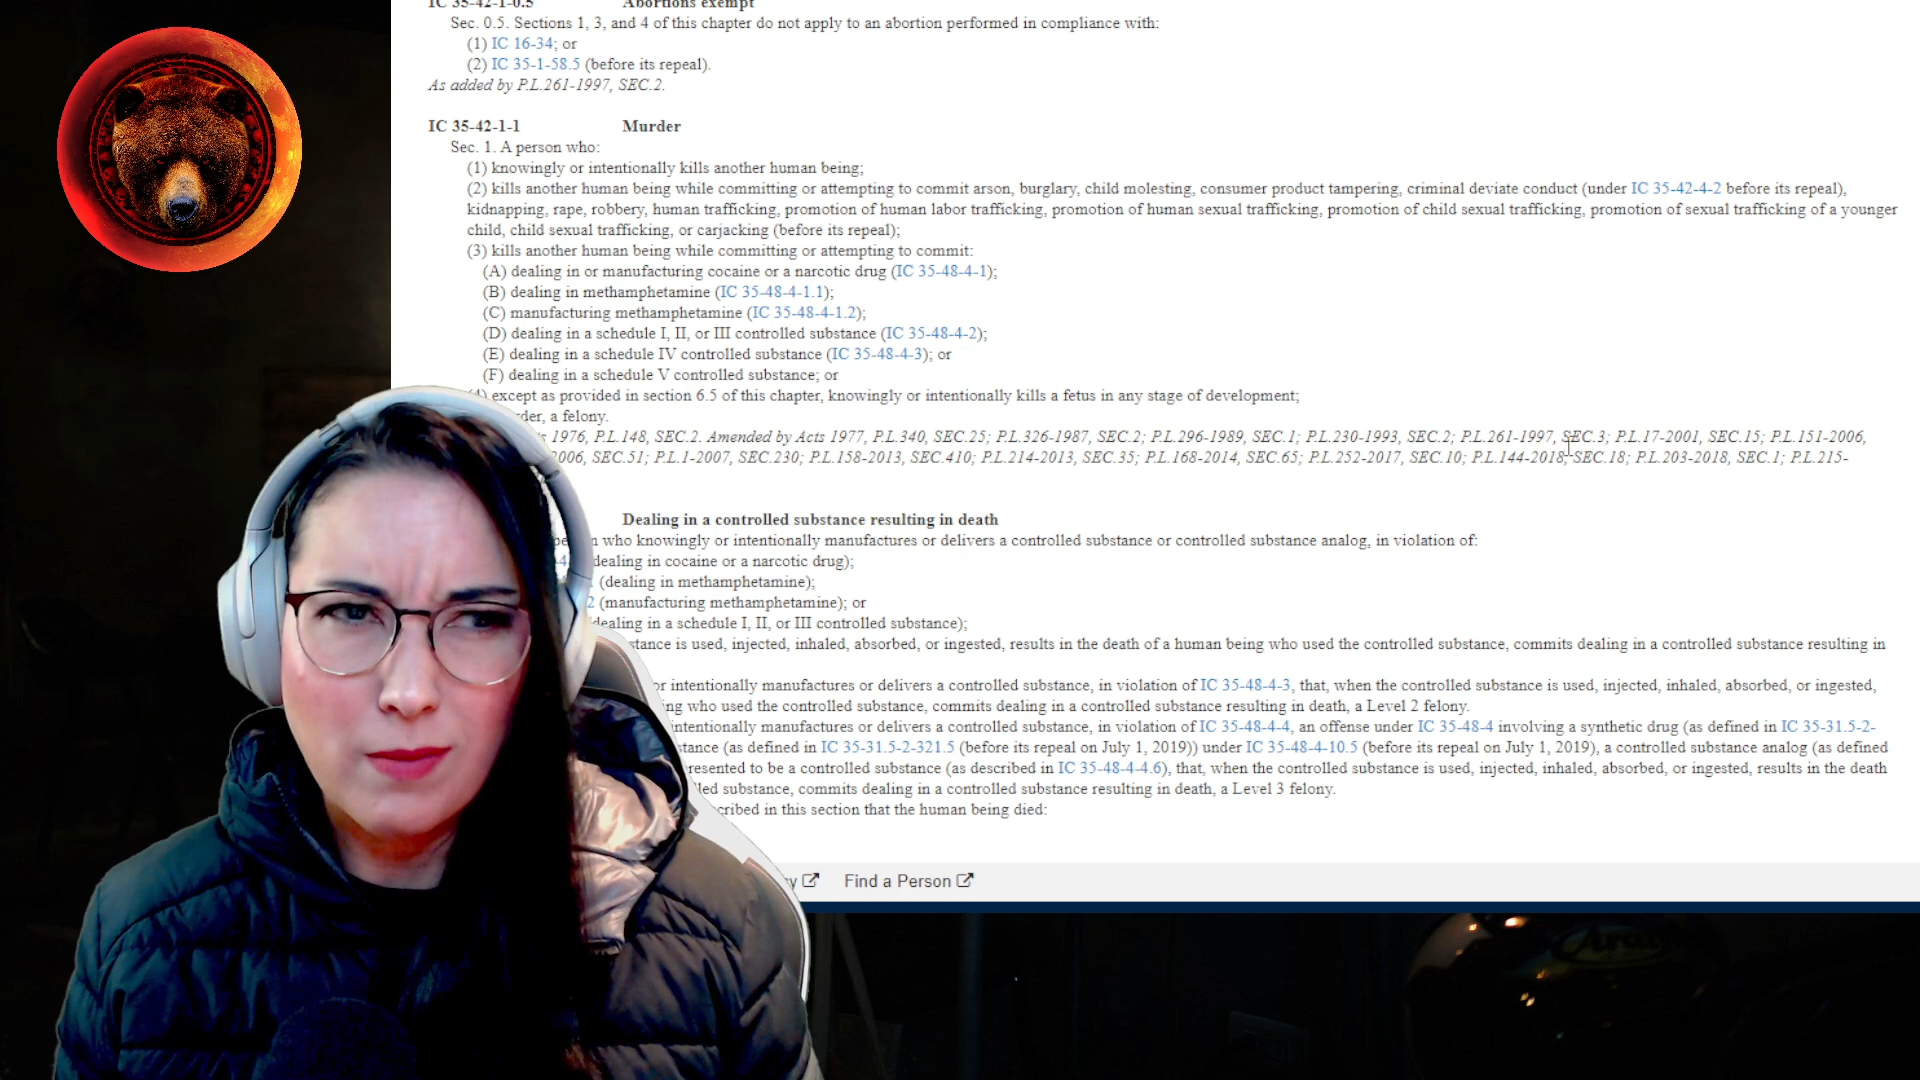 IC 35-42-1-0.5 Abortions exempt
Sec. 0.5. Sections 1, 3, and 4 of this chapter do not apply to an abortion performed in compliance with:
(1) IC 16-34; or
(2) IC 35-1-58.5 (before its repeal).
As added by P.L.261-1997, SEC.2.
IC 35-42-1-1 Murder
Sec. 1. A person who:
(1) knowingly or intentionally kills another human being;
(2) kills another human being while committing or attempting to commit arson, burglary, child molesting, consumer product tampering, criminal deviate conduct (under IC 35-42-4-2 before its repeal),
kidnapping, rape, robbery, human trafficking, promotion of human labor trafficking, promotion of human sexual trafficking, promotion of child sexual trafficking, promotion of sexual trafficking of a younger
child, child sexual trafficking, or carjacking (before its repeal);
(3) kills another human being while committing or attempting to commit:
(A) dealing in or manufacturing cocaine or a narcotic drug (IC 35-48-4-1);
(B) dealing in methamphetamine (IC 35-48-4-1.1);
(C) manufacturing methamphetamine (IC 35-48-4-1.2);
(D) dealing in a schedule I, II, or III controlled substance (IC 35-48-4-2);
(E) dealing in a schedule IV controlled substance (IC 35-48-4-3); or
(F) dealing in a schedule V controlled substance; or
except as provided in section 6.5 of this chapter, knowingly or intentionally kills a fetus in any stage of development;
rder, a felony.
1976, P.L.148, SEC.2. Amended by Acts 1977, P.L.340, SEC.25; P.L.326-1987, SEC.2; P.L.296-1989, SEC.1; P.L.230-1993, SEC.2; P.L.261-1997, SEC.3; P.L.17-2001, SEC.15; P.L.151-2006,
2006, SEC.51; P.L.1-2007, SEC.230; P.L.158-2013, SEC.410; P.L.214-2013, SEC.35; P.L.168-2014, SEC.65; P.L.252-2017, SEC.10; P.L.144-2018, SEC.18; P.L.203-2018, SEC.1; P.L.215-
Dealing in a controlled substance resulting in death
who knowingly or intentionally manufactures or delivers a controlled substance or controlled substance analog, in violation of:
dealing in cocaine or a narcotic drug);
(dealing in methamphetamine);
2 (manufacturing methamphetamine); or
dealing in a schedule I, II, or III controlled substance);
stance is used, injected, inhaled, absorbed, or ingested, results in the death of a human being who used the controlled substance, commits dealing in a controlled substance resulting in
or intentionally manufactures or delivers a controlled substance, in violation of IC 35-48-4-3, that, when the controlled substance is used, injected, inhaled, absorbed, or ingested,
ing who used the controlled substance, commits dealing in a controlled substance resulting in death, a Level 2 felony.
intentionally manufactures or delivers a controlled substance, in violation of IC 35-48-4-4, an offense under IC 35-48-4 involving a synthetic drug (as defined in IC 35-31.5-2-
stance (as defined in IC 35-31.5-2-321.5 (before its repeal on July 1, 2019)) under IC 35-48-4-10.5 (before its repeal on July 1, 2019), a controlled substance analog (as defined
resented to be a controlled substance (as described in IC 35-48-4-4.6), that, when the controlled substance is used, injected, inhaled, absorbed, or ingested, results in the death
led substance, commits dealing in a controlled substance resulting in death, a Level 3 felony.
cribed in this section that the human being died:
y Find a Person
Arai